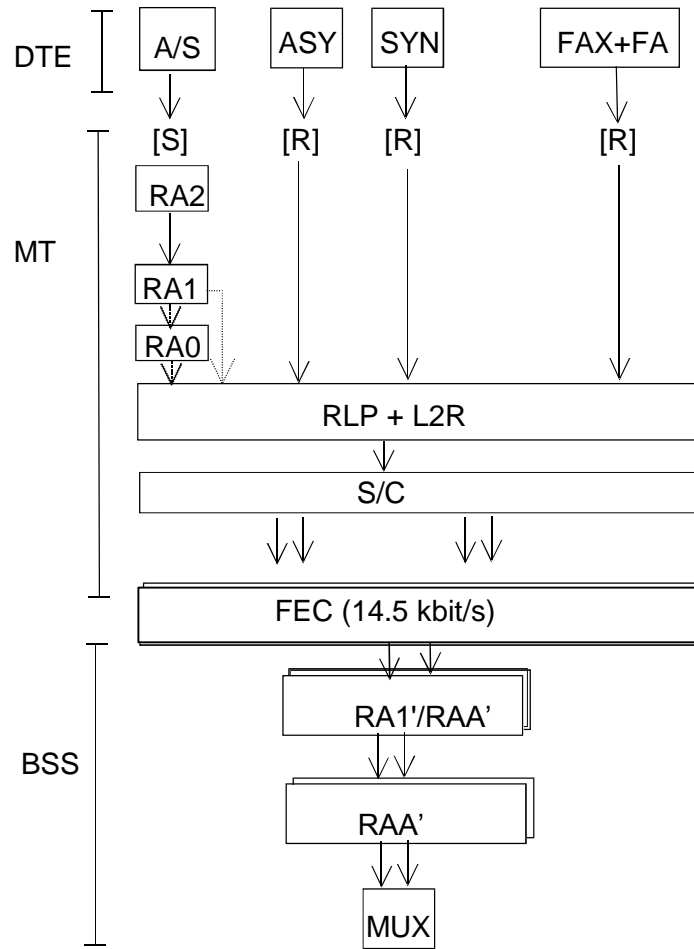 DTE
A/S
ASY
SYN
FAX+FA
[S]
[R]
[R]
[R]
MT
RA2
RA1
RA0
RLP + L2R
S/C
FEC (14.5 kbit/s)
BSS
RA1'/RAA’
RAA’
MUX